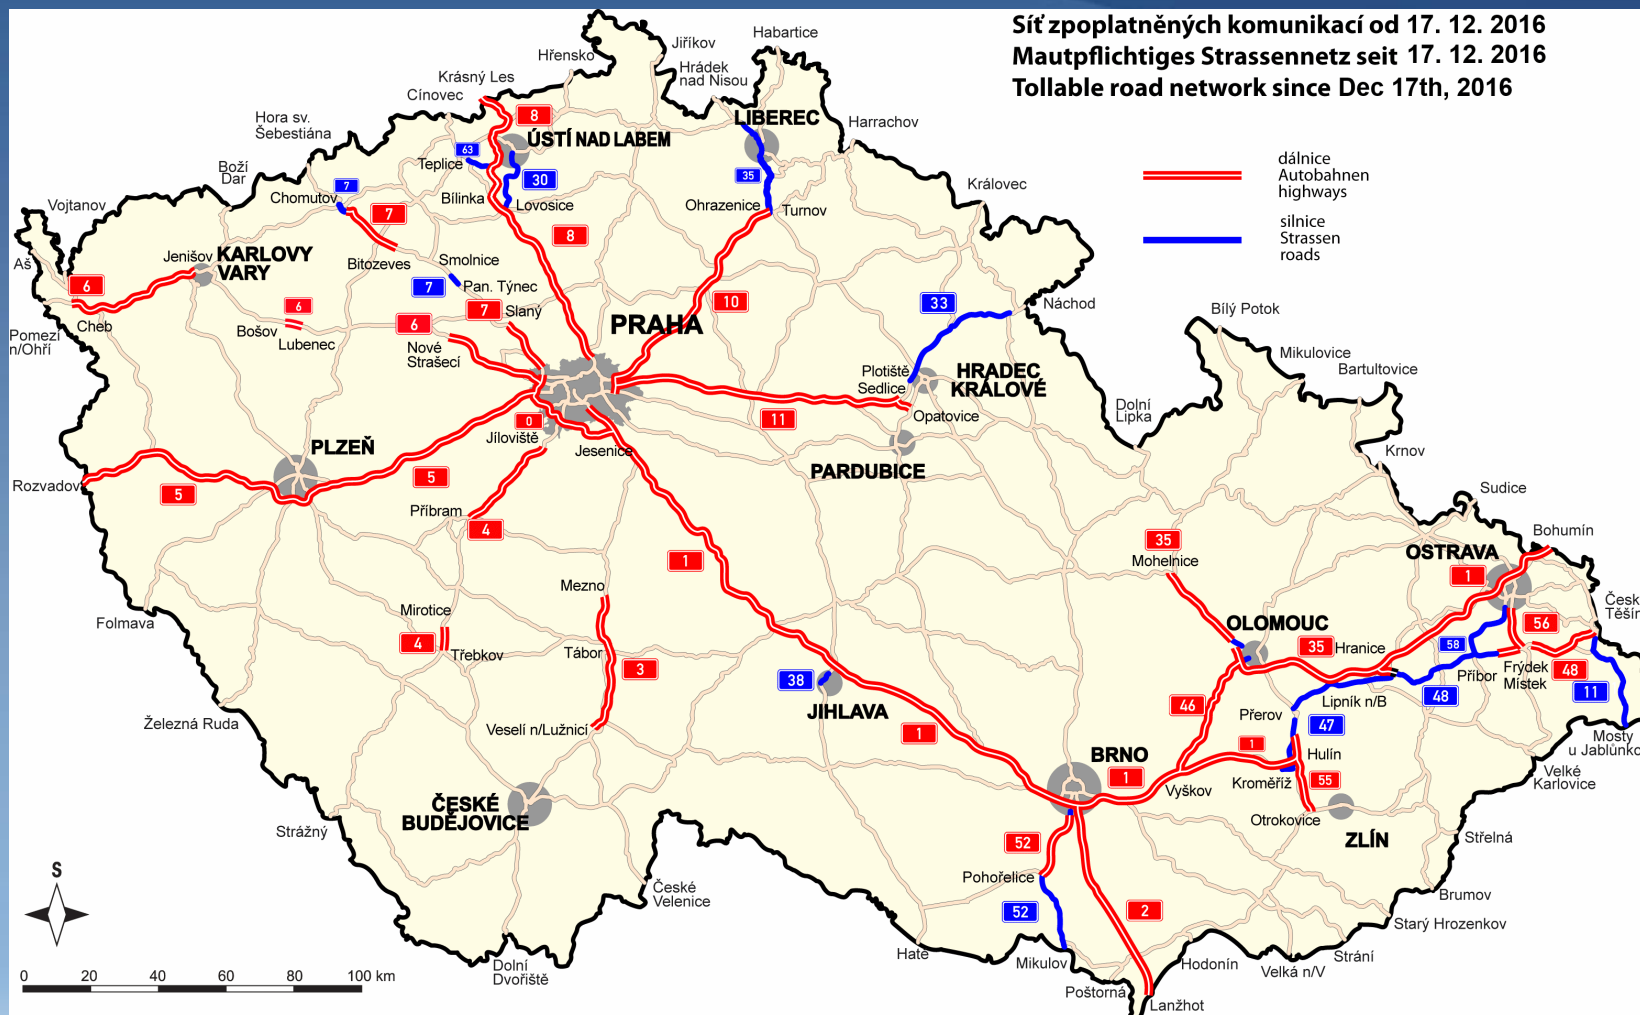 Síť zpoplatněných komunikací od 17. 12. 2016
Mautpflichtiges Strassennetz seit 17. 12. 2016
Tollable road network since Dec 17th, 2016
dálnice
Autobahnen
highways
silnice
Strassen
roads
Habartice
Jiříkov
Hřensko
Hrádek
nad Nisou
Krásný Les
Cínovec
8
LIBEREC
Harrachov
Hora sv.
Šebestiána
ÚSTÍ NAD LABEM
63
Teplice
30
35
Boží
Dar
7
Chomutov
Bílinka
Lovosice
Ohrazenice
Turnov
Královec
Vojtanov
7
8
Jenišov
KARLOVY
VARY
Bitozeves
Smolnice
Aš
6
7
Pan. Týnec
10
33
Náchod
Cheb
6
7
Slaný
Bílý Potok
Pomezí
n/Ohří
Bošov
Lubenec
6
PRAHA
Nové
Strašecí
Mikulovice
Bartultovice
Plotiště
Sedlice
HRADEC
KRÁLOVÉ
Dolní
Lipka
0
11
Opatovice
Jíloviště
Jesenice
PLZEŇ
Krnov
PARDUBICE
5
5
Rozvadov
Sudice
Příbram
4
Bohumín
35
Mohelnice
OSTRAVA
1
1
Mezno
Česk
Těšín
Folmava
Mirotice
56
4
Třebkov
Tábor
3
OLOMOUC
35
Hranice
58
48
Příbor
Frýdek
Místek
11
38
JIHLAVA
48
Lipník n/B
46
Přerov
47
Železná Ruda
Veselí n/Lužnicí
1
Mosty
u Jablůnko
1
Hulín
BRNO
1
Kroměříž
55
Vyškov
Velké
Karlovice
ČESKÉ
BUDĚJOVICE
Otrokovice
ZLÍN
Strážný
Střelná
52
Pohořelice
S
České
Velenice
Brumov
52
2
Starý Hrozenkov
Hatě
Mikulov
Hodonín
Strání
Velká n/V
Dolní
Dvořiště
Poštorná
Lanžhot
0 20 40 60 80 100 km